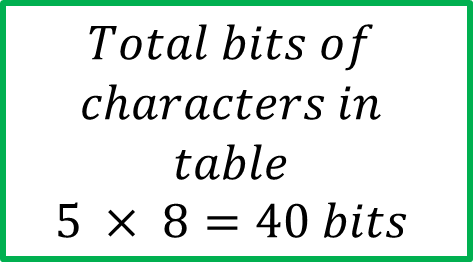 Total bits of
characters in
table
5 × 8 = 40 bits